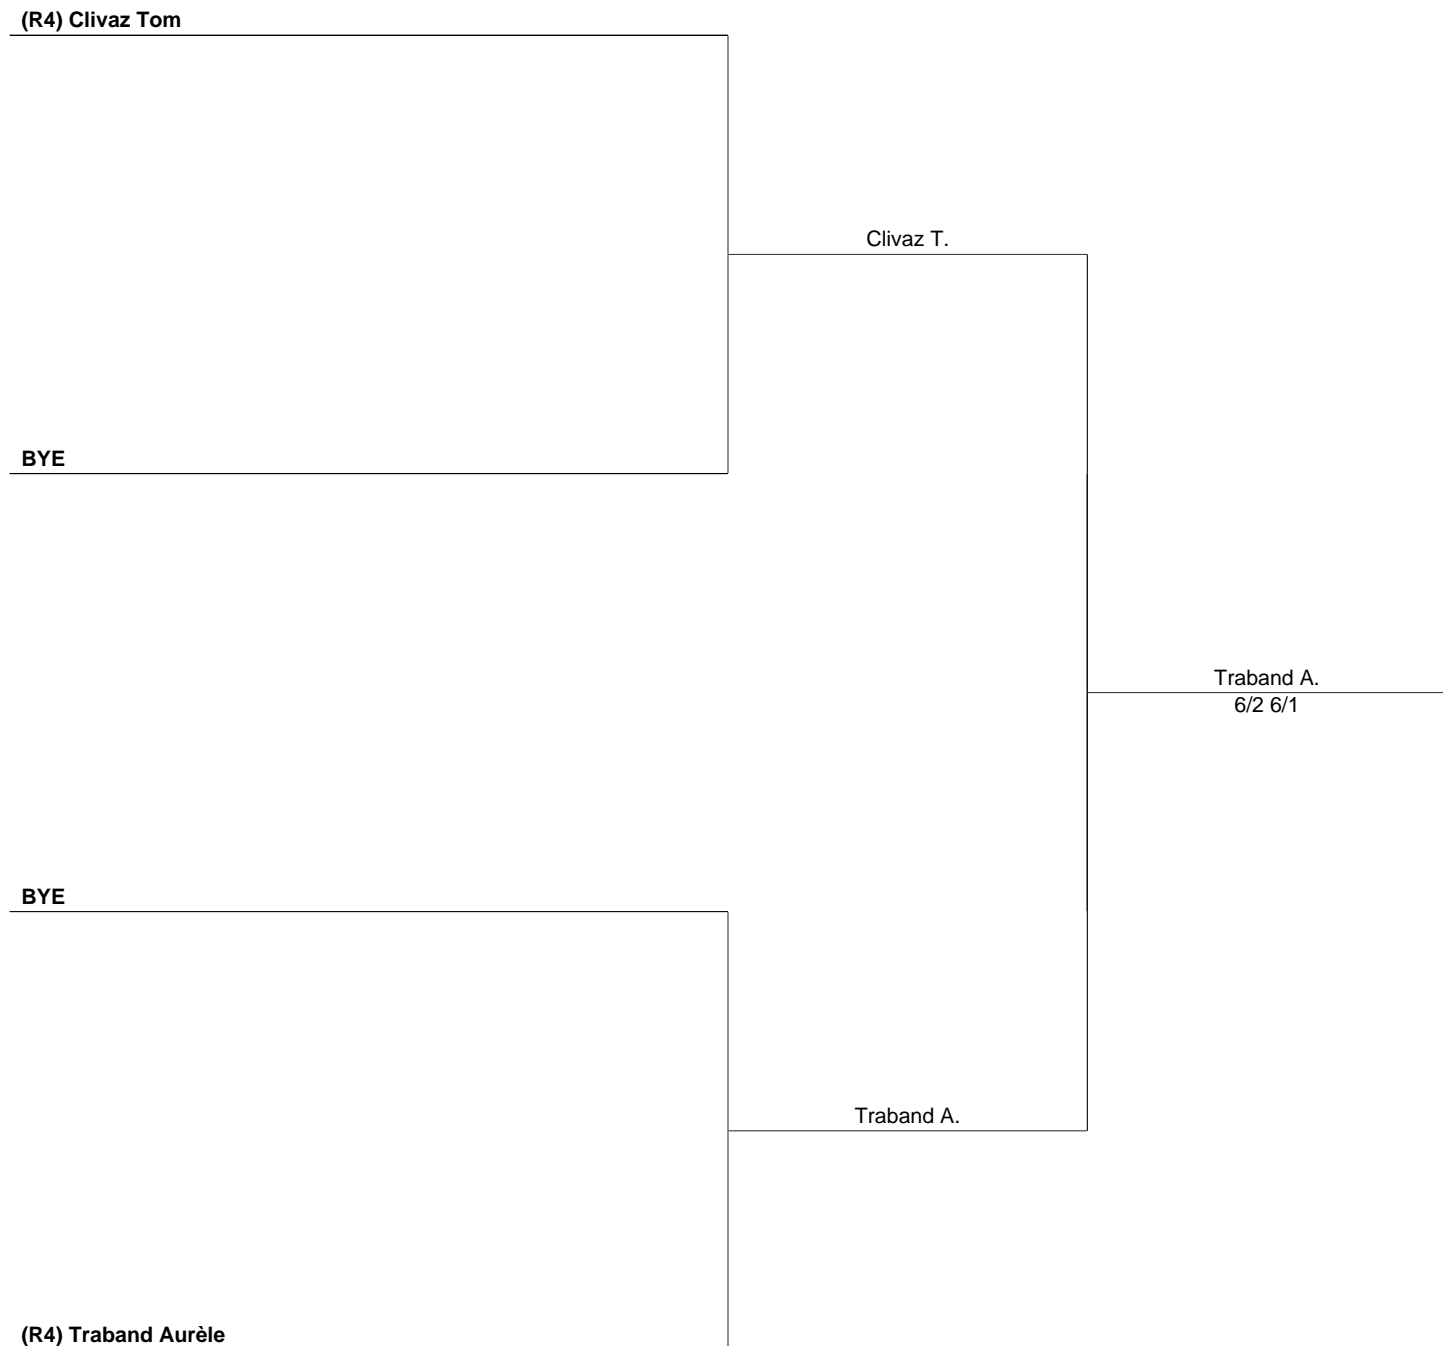 (R4) Clivaz Tom
Clivaz T.
BYE
Traband A.
6/2 6/1
BYE
Traband A.
(R4) Traband Aurèle